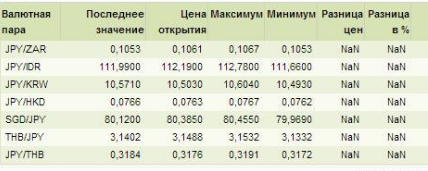 Валютная Последнее Цена Максимум Минимум Разница Разница
пара значение открытия цен в %
JPY/ZAR 0,1053 0,1061 0,1067 0,1053 NaN NaN
JPY/IDR 111,9900 112,1900 112,7800 111,6600 NaN NaN
JPY/KRW 10,5710 10,5030 10,6040 10,4930 NaN NaN
JPY/HKD 0,0766 0,0763 0,0767 0,0762 NaN NaN
SGD/JPY 80,1200 80,3850 80,4550 79,9690 NaN NaN
THB/JPY 3,1402 3,1488 3,1532 3,1332 NaN NaN
JPY/THB 0,3184 0,3176 0,3191 0,3172 NaN NaN